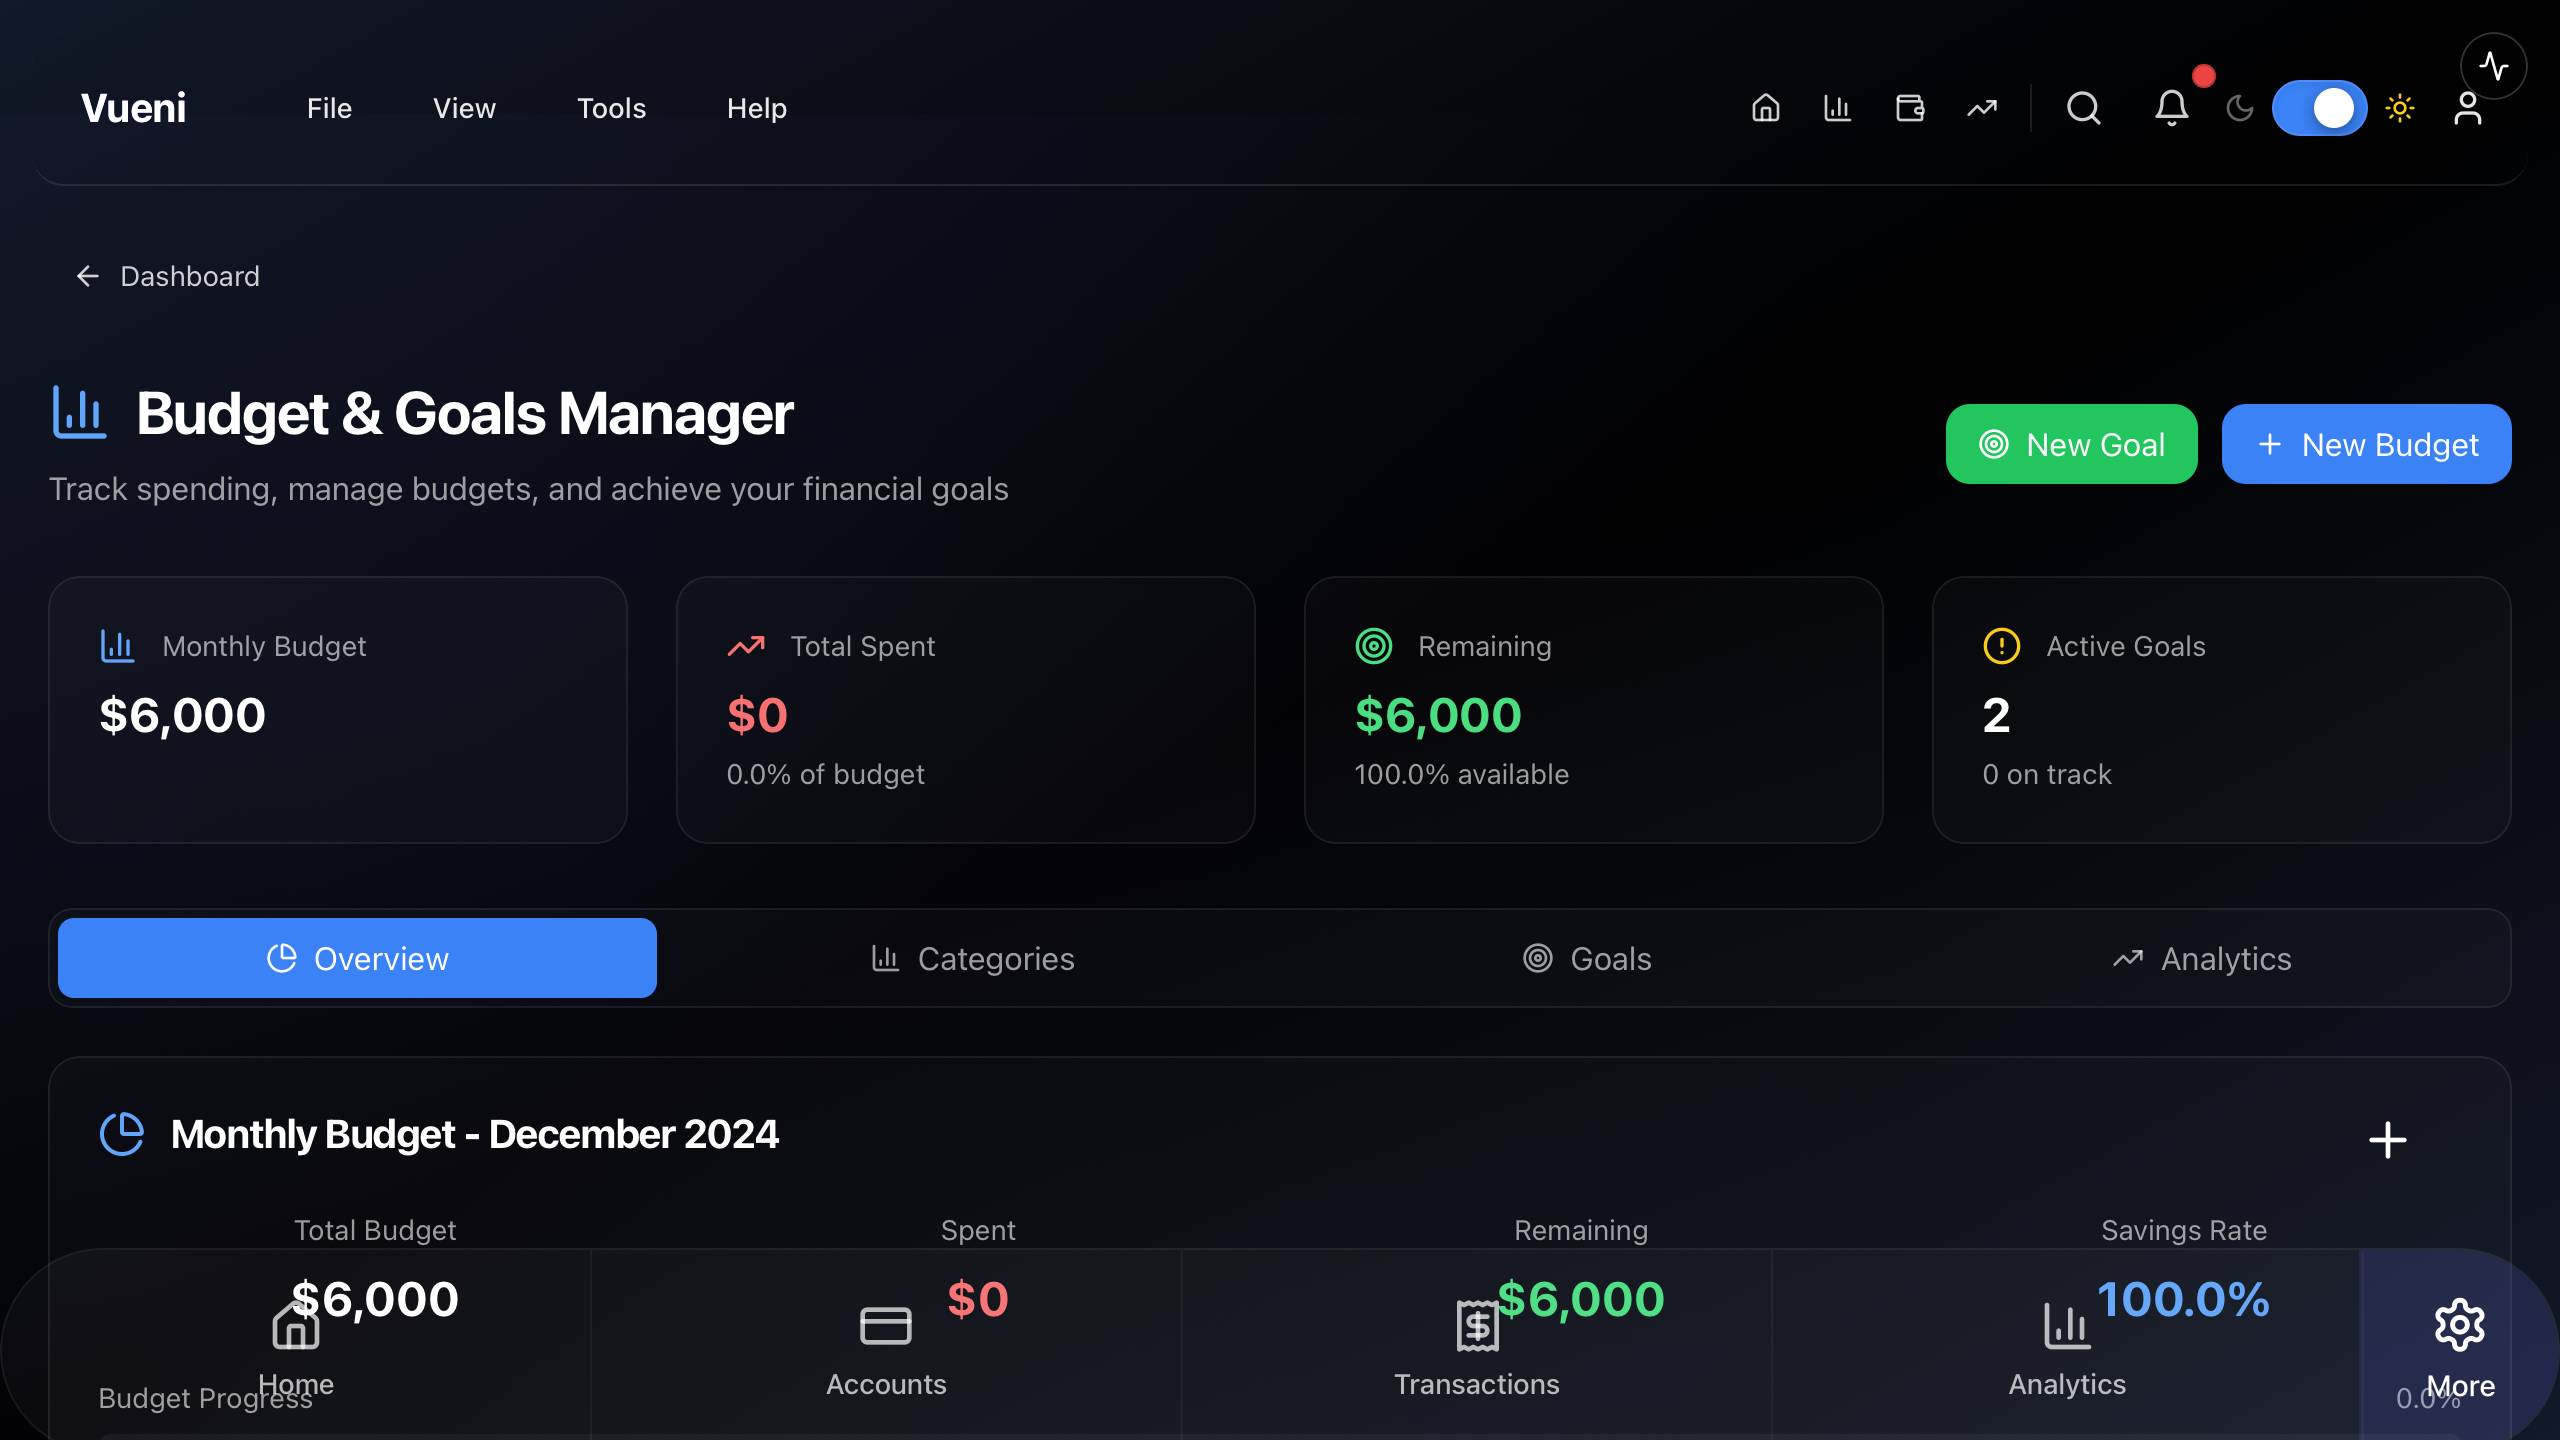 Vueni File View Tools Help
Dashboard
Budget & Goals Manager
Track spending, manage budgets, and achieve your financial goals
New Goal New Budget
Monthly Budget
$6,000
Total Spent
$0
0.0% of budget
Remaining
$6,000
100.0% available
Active Goals
2
0 on track
Overview Categories Goals Analytics
Monthly Budget - December 2024
Total Budget Spent Remaining Savings Rate
$6,000 $0 $6,000 100.0%
Home Accounts Transactions Analytics More
Budget Progress 0.0%